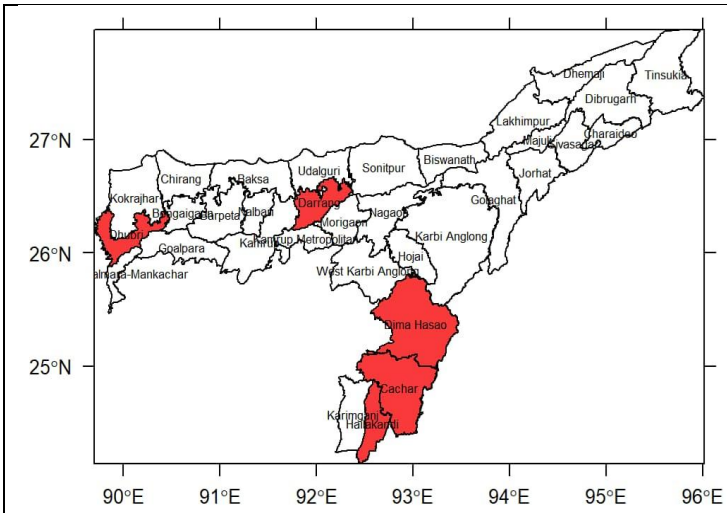 Dhemaji
Tinsukia
Dibrugarh
Lakhimpur
27°N
Majuli
Charaideo
Sivasagar
Biswanath
Sonitpur
Udalguri
Baksa
Chirang
Jorhat
Kokrajhar
Darrang
Golaghat
Bongaigaon
Barpeta
Nalbari
Nagaon
Morigaon
Dhubri
Karbi Anglong
Kamrup
Kamrup Metropolitan
Goalpara
26°N
Hojai
West Karbi Anglong
almara-Mankachar
Dima Hasao
25°N
Cachar
Karimganj
Hailakandi
90°E 91°E 92°E 93°E 94°E 95°E 96°E